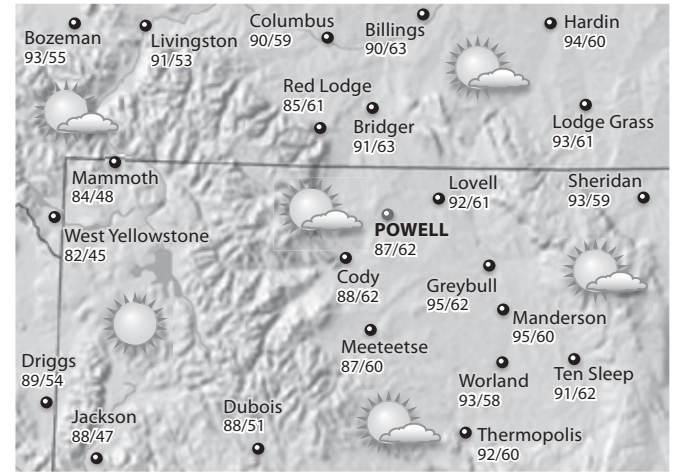 Bozeman
93/55
Livingston
91/53
Columbus
90/59
Billings
90/63
Hardin
94/60
Red Lodge
85/61
Bridger
91/63
Lodge Grass
93/61
Mammoth
84/48
Lovell
92/61
Sheridan
93/59
West Yellowstone
82/45
POWELL
87/62
Cody
88/62
Greybull
95/62
Manderson
95/60
Meeteetse
87/60
Driggs
89/54
Worland
93/58
Ten Sleep
91/62
Jackson
88/47
Dubois
88/51
Thermopolis
92/60